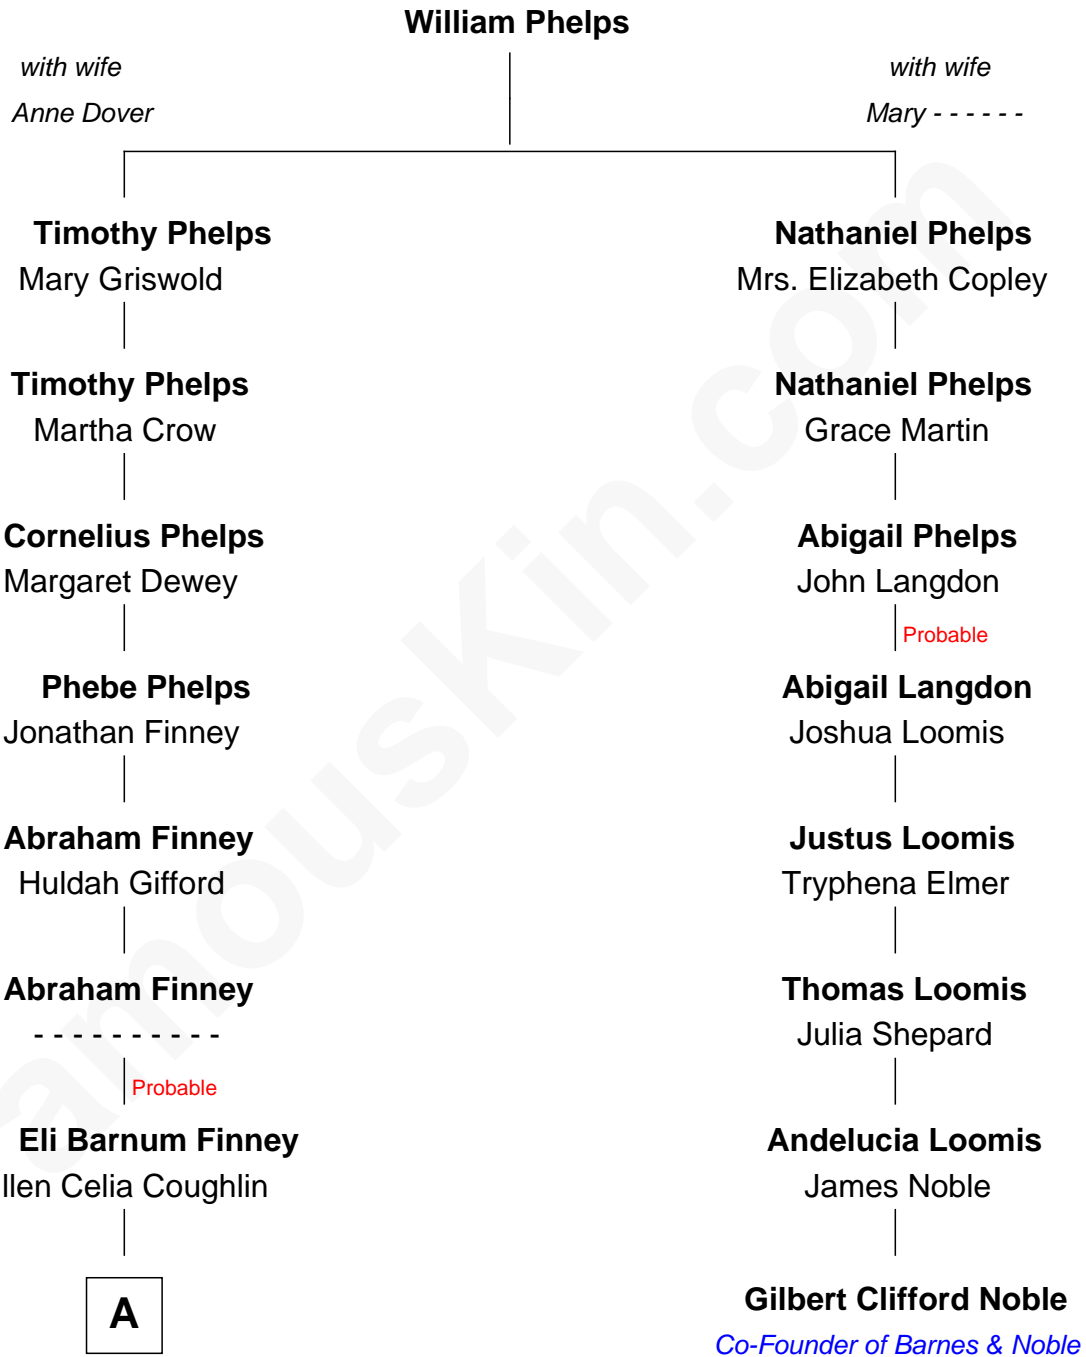 William Phelps
with wife
Anne Dover
with wife
Mary - - - - - -
Timothy Phelps
Mary Griswold
Nathaniel Phelps
Mrs. Elizabeth Copley
Timothy Phelps
Martha Crow
Nathaniel Phelps
Grace Martin
Cornelius Phelps
Margaret Dewey
Abigail Phelps
John Langdon
Probable
Phebe Phelps
Jonathan Finney
Abigail Langdon
Joshua Loomis
Abraham Finney
Huldah Gifford
Justus Loomis
Tryphena Elmer
Abraham Finney
- - - - - - - - - -
Probable
Thomas Loomis
Julia Shepard
Eli Barnum Finney
llen Celia Coughlin
Andelucia Loomis
James Noble
A
Gilbert Clifford Noble
Co-Founder of Barnes & Noble
amouskin.com